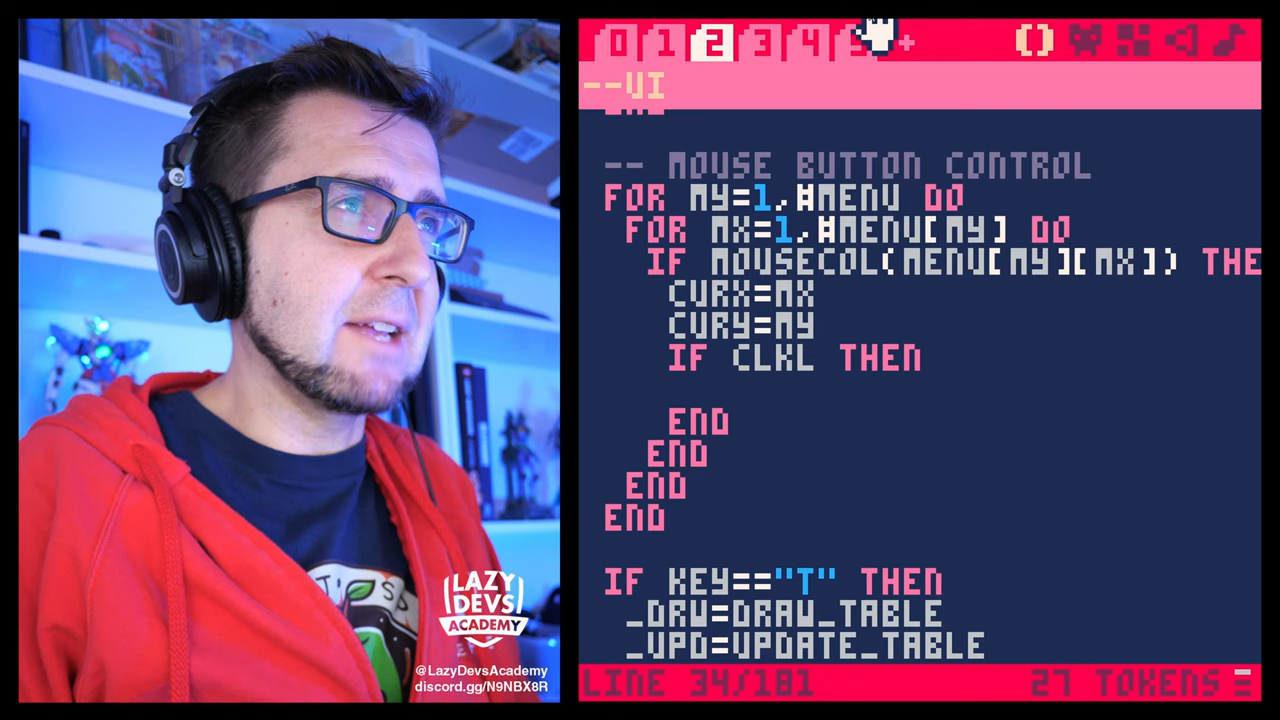 0 1 2 3 4 5 +
--UI
-- MOUSE BUTTON CONTROL
FOR MY=1,#MENU DO
FOR MX=1,#MENU[MY] DO
IF MOUSECOL(MENU[MY][MX]) THE
CURX=MX
CURY=MY
IF CLKL THEN
END
END
END
END
IF KEY=="T" THEN
_DRW=DRAW_TABLE
_UPD=UPDATE_TABLE
LINE 34/181 27 TOKENS
LAZY
DEVS
ACADEMY
@LazyDevsAcademy
discord.gg/N9NBX8R